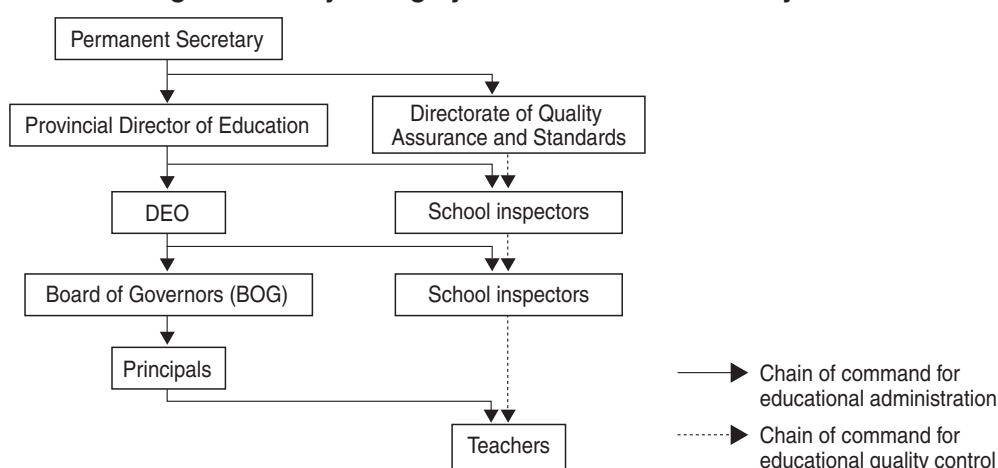 Permanent Secretary
Provincial Director of Education
Directorate of Quality
Assurance and Standards
DEO
School inspectors
Board of Governors (BOG)
School inspectors
Principals
Teachers
Chain of command for
educational administration
Chain of command for
educational quality control